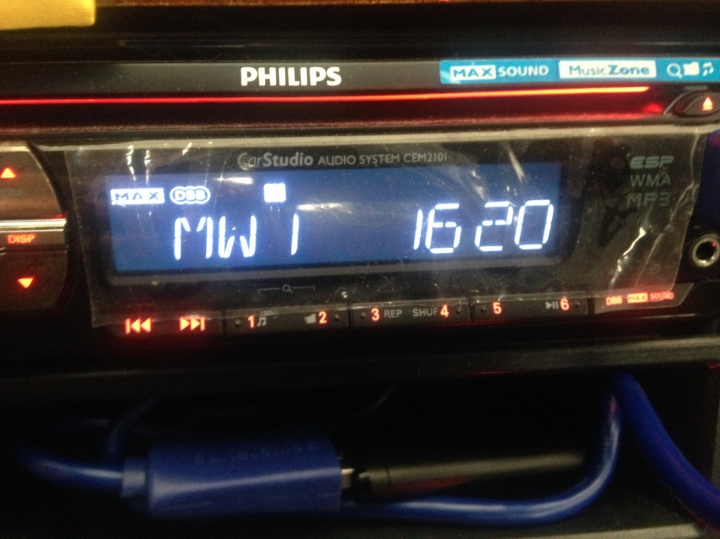 PHILIPS MAX SOUND MusicZone
CarStudio AUDIO SYSTEM CEM2101
ESP
WMA
MP3
MAX DBB
MW 1 1620
DISP
1 2 3 REP SHUF 4 5 6 DBB MAX SOUND